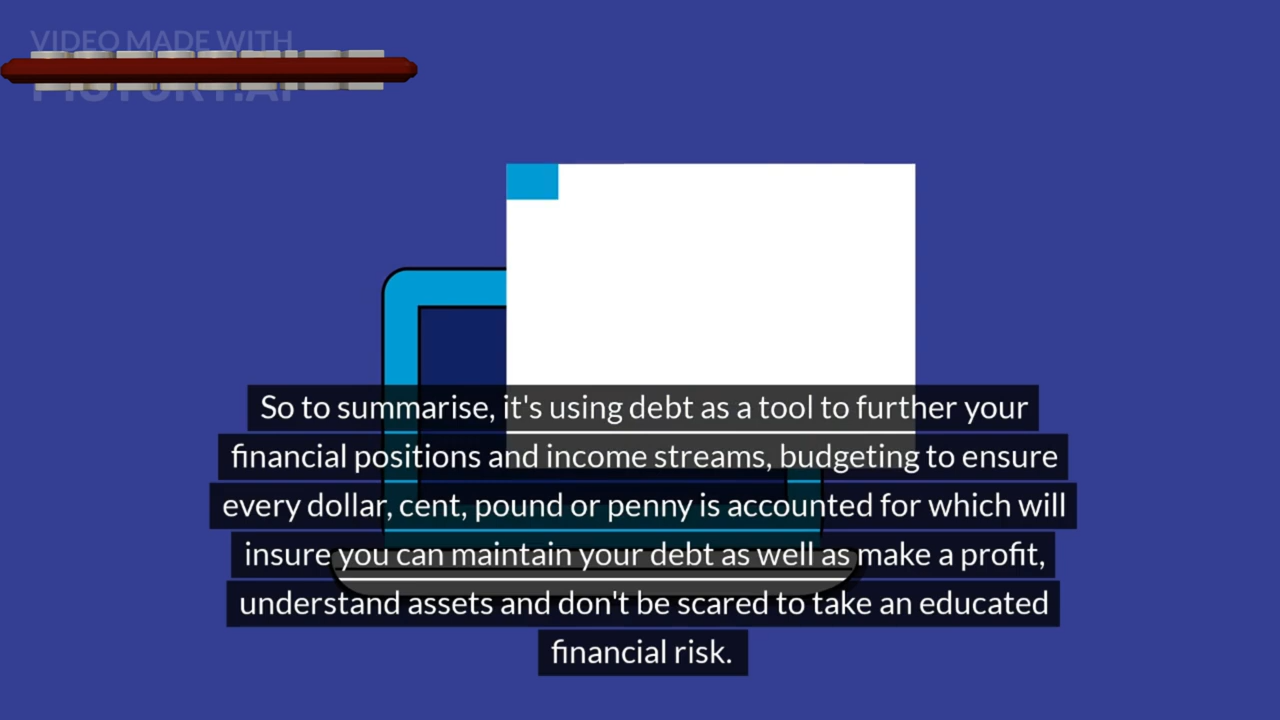 VIDEO MADE WITH
So to summarise, it's using debt as a tool to further your
financial positions and income streams, budgeting to ensure
every dollar, cent, pound or penny is accounted for which will
insure you can maintain your debt as well as make a profit,
understand assets and don't be scared to take an educated
financial risk.